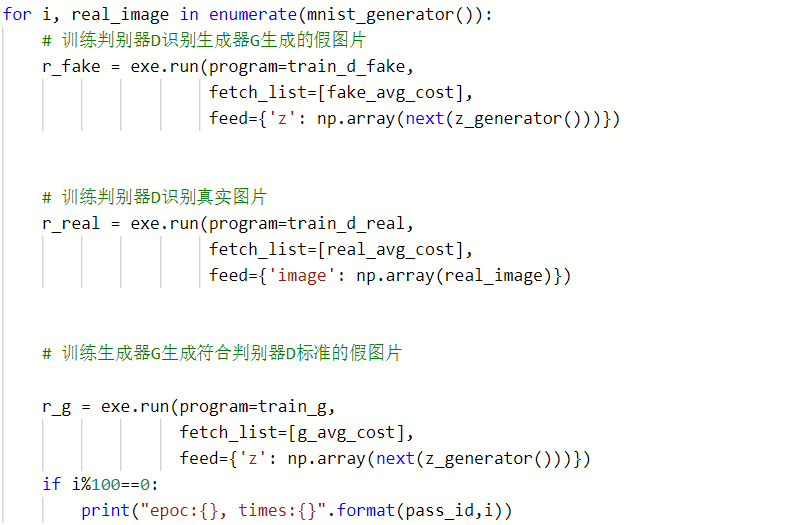 for i, real_image in enumerate(mnist_generator()):
# 训练判别器D识别生成器G生成的假图片
r_fake = exe.run(program=train_d_fake,
fetch_list=[fake_avg_cost],
feed={'z': np.array(next(z_generator()))})
# 训练判别器D识别真实图片
r_real = exe.run(program=train_d_real,
fetch_list=[real_avg_cost],
feed={'image': np.array(real_image)})
# 训练生成器G生成符合判别器D标准的假图片
r_g = exe.run(program=train_g,
fetch_list=[g_avg_cost],
feed={'z': np.array(next(z_generator()))})
if i%100==0:
print("epoc:{}, times:{}".format(pass_id,i))